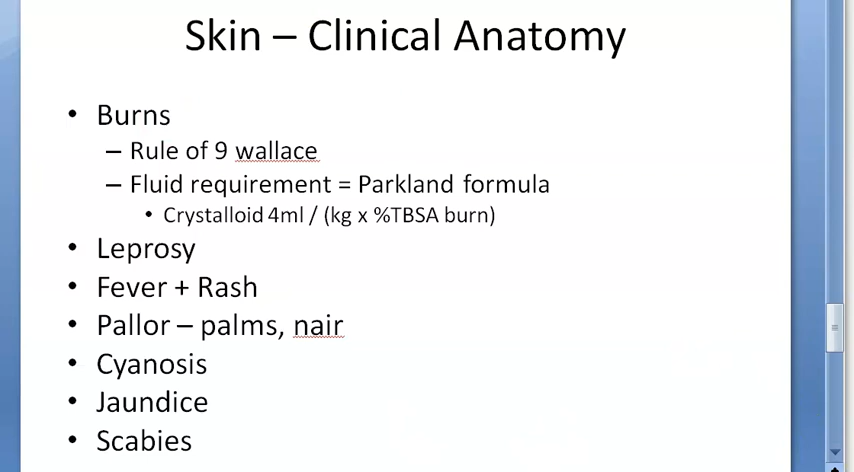 Skin – Clinical Anatomy
• Burns
– Rule of 9 wallace
– Fluid requirement = Parkland formula
• Crystalloid 4ml / (kg x %TBSA burn)
• Leprosy
• Fever + Rash
• Pallor – palms, nair
• Cyanosis
• Jaundice
• Scabies